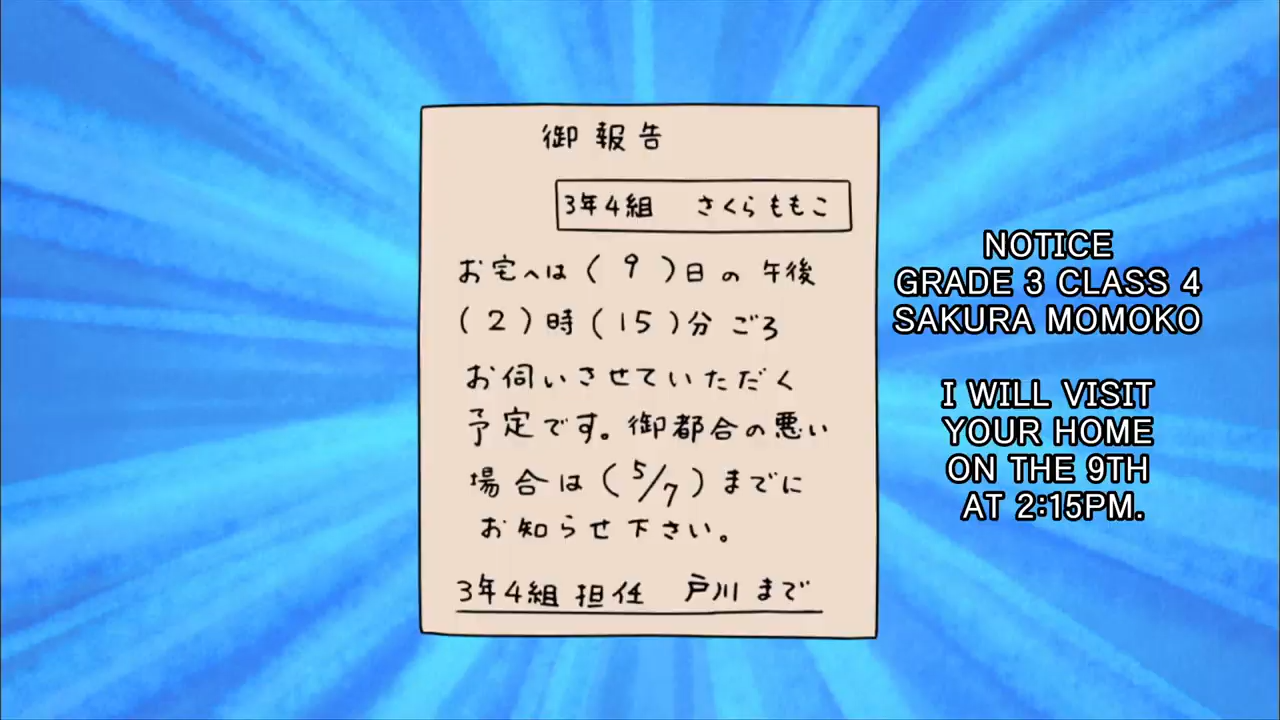 御報告
3年4組 さくらももこ
お宅へは(9)日の午後
(2)時(15)分ごろ
お伺いさせていただく
予定です。御都合の悪い
場合は(5/7)までに
お知らせ下さい。
3年4組担任 戸川まで
NOTICE
GRADE 3 CLASS 4
SAKURA MOMOKO
I WILL VISIT
YOUR HOME
ON THE 9TH
AT 2:15PM.